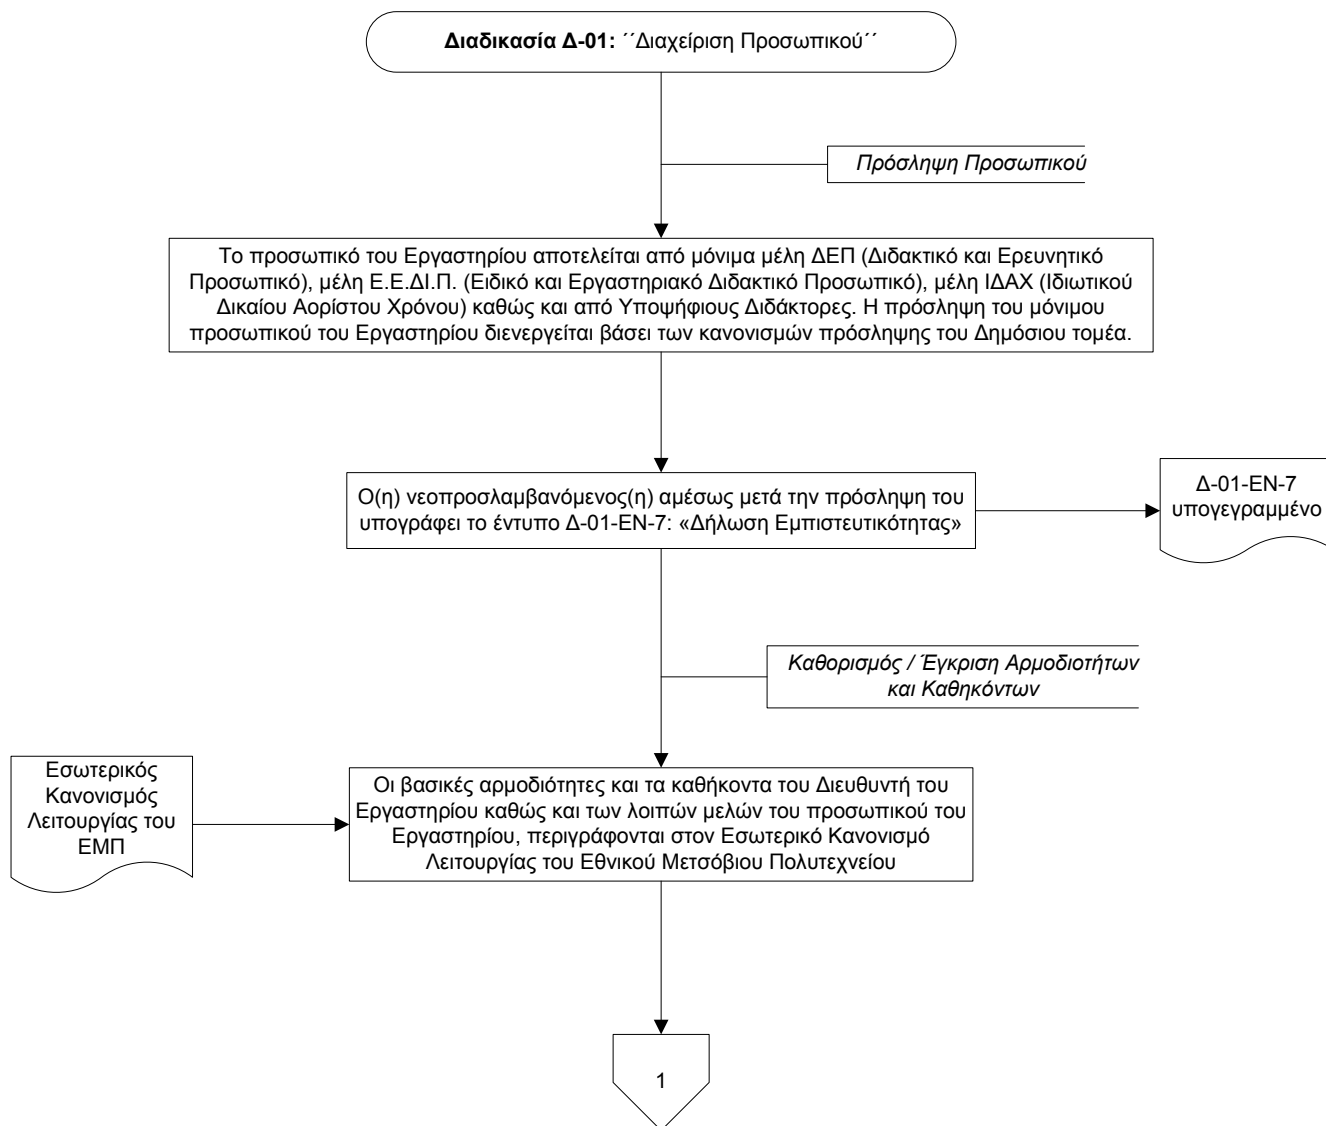 Διαδικασία Δ-01: ΄΄Διαχείριση Προσωπικού΄΄
Πρόσληψη Προσωπικού
Το προσωπικό του Εργαστηρίου αποτελείται από μόνιμα μέλη ΔΕΠ (Διδακτικό και Ερευνητικό
Προσωπικό), μέλη Ε.Ε.ΔΙ.Π. (Ειδικό και Εργαστηριακό Διδακτικό Προσωπικό), μέλη ΙΔΑΧ (Ιδιωτικού
Δικαίου Αορίστου Χρόνου) καθώς και από Υποψήφιους Διδάκτορες. Η πρόσληψη του μόνιμου
προσωπικού του Εργαστηρίου διενεργείται βάσει των κανονισμών πρόσληψης του Δημόσιου τομέα.
Ο(η) νεοπροσλαμβανόμενος(η) αμέσως μετά την πρόσληψη του
υπογράφει το έντυπο Δ-01-ΕΝ-7: «Δήλωση Εμπιστευτικότητας»
Δ-01-ΕΝ-7
υπογεγραμμένο
Καθορισμός / Έγκριση Αρμοδιοτήτων
και Καθηκόντων
Εσωτερικός
Κανονισμός
Λειτουργίας του
ΕΜΠ
Οι βασικές αρμοδιότητες και τα καθήκοντα του Διευθυντή του
Εργαστηρίου καθώς και των λοιπών μελών του προσωπικού του
Εργαστηρίου, περιγράφονται στον Εσωτερικό Κανονισμό
Λειτουργίας του Εθνικού Μετσόβιου Πολυτεχνείου
1